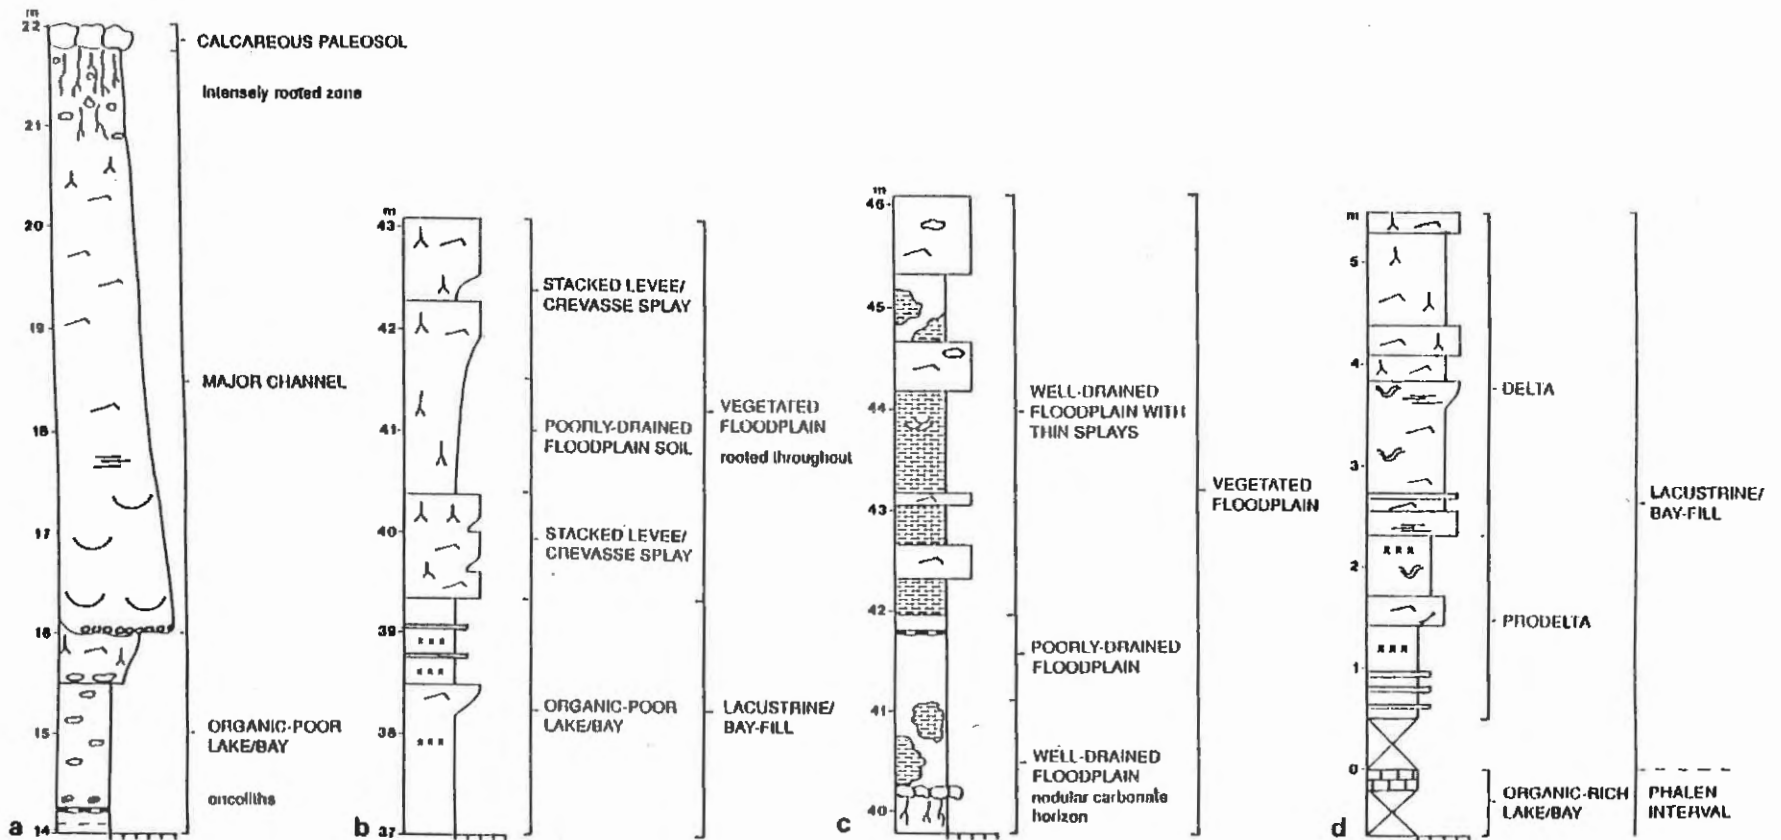 m
22
21
20
19
18
17
16
15
14
CALCAREOUS PALEOSOL
Intensely rooted zone
MAJOR CHANNEL
ORGANIC-POOR
LAKE/BAY
oncoliths
a
m
43
42
41
40
39
38
37
STACKED LEVEE/
CREVASSE SPLAY
POORLY-DRAINED
FLOODPLAIN SOIL
STACKED LEVEE/
CREVASSE SPLAY
ORGANIC-POOR
LAKE/BAY
VEGETATED
FLOODPLAIN
rooted throughout
LACUSTRINE/
BAY-FILL
b
m
46
45
44
43
42
41
40
WELL-DRAINED
FLOODPLAIN WITH
THIN SPLAYS
POORLY-DRAINED
FLOODPLAIN
WELL-DRAINED
FLOODPLAIN
nodular carbonate
horizon
VEGETATED
FLOODPLAIN
c
m
5
4
3
2
1
0
DELTA
PRODELTA
ORGANIC-RICH
LAKE/BAY
LACUSTRINE/
BAY-FILL
PHALEN
INTERVAL
d